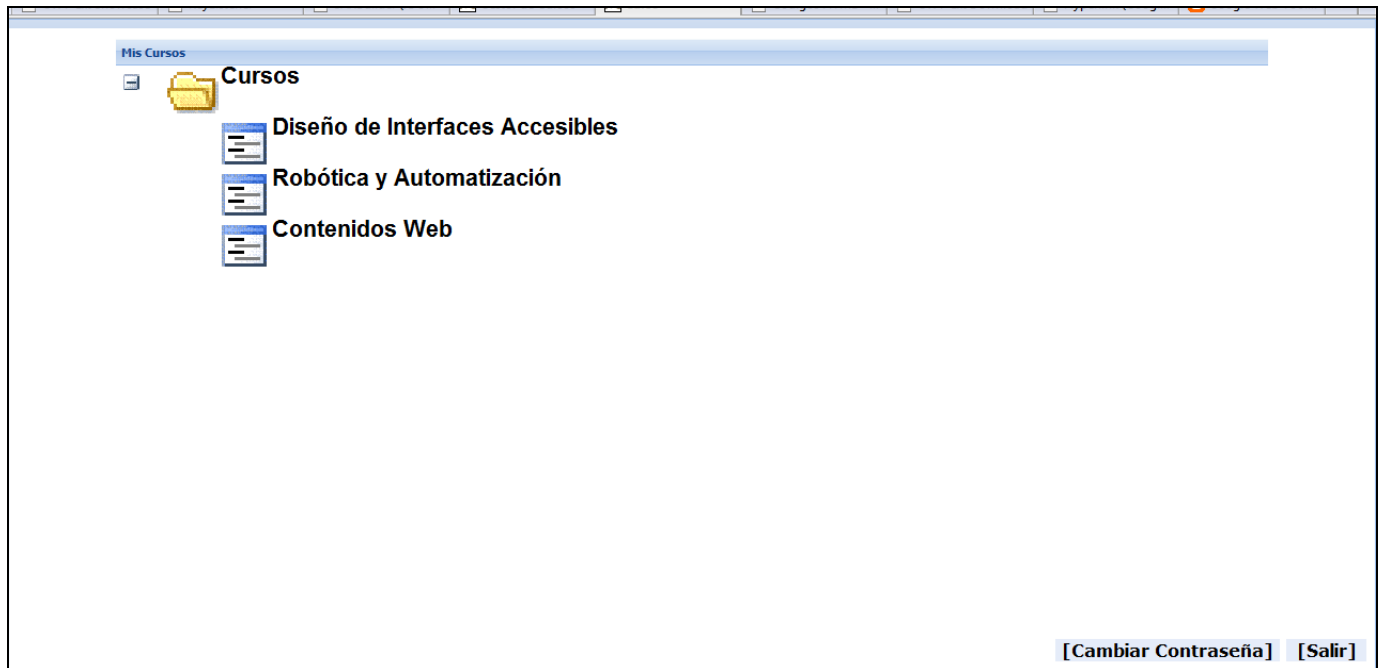 Mis Cursos
Cursos
Diseño de Interfaces Accesibles
Robótica y Automatización
Contenidos Web
[Cambiar Contraseña] [Salir]